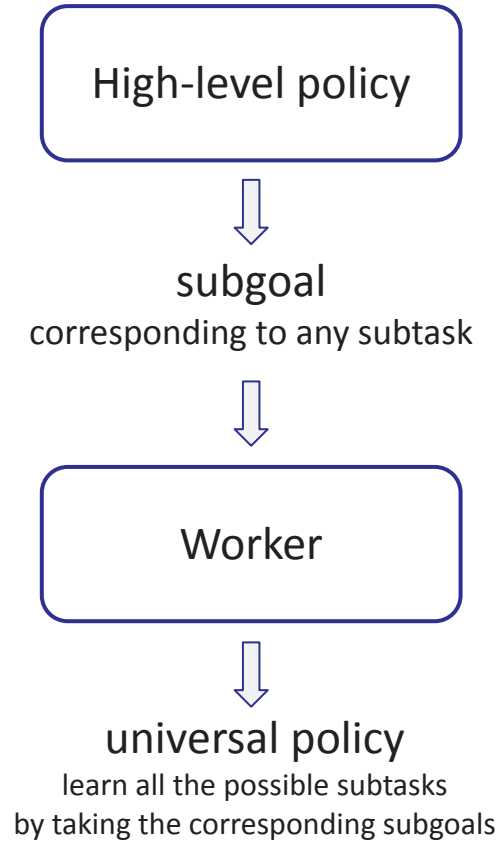 High-level policy
subgoal
corresponding to any subtask
Worker
universal policy
learn all the possible subtasks
by taking the corresponding subgoals